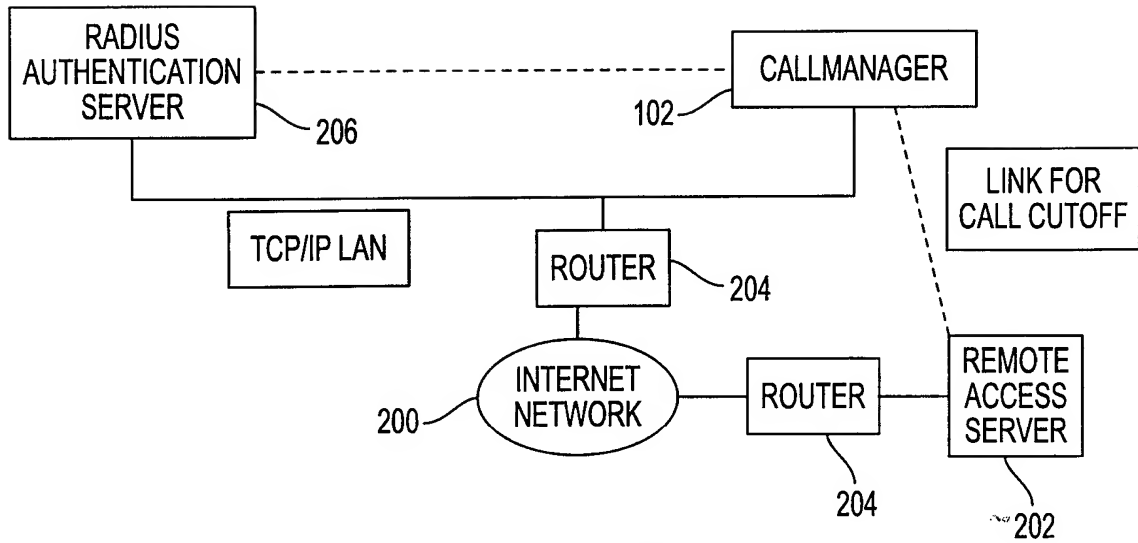 RADIUS
AUTHENTICATION
SERVER
206
CALLMANAGER
102
LINK FOR
CALL CUTOFF
TCP/IP LAN
ROUTER
204
INTERNET
NETWORK
200
ROUTER
204
REMOTE
ACCESS
SERVER
202